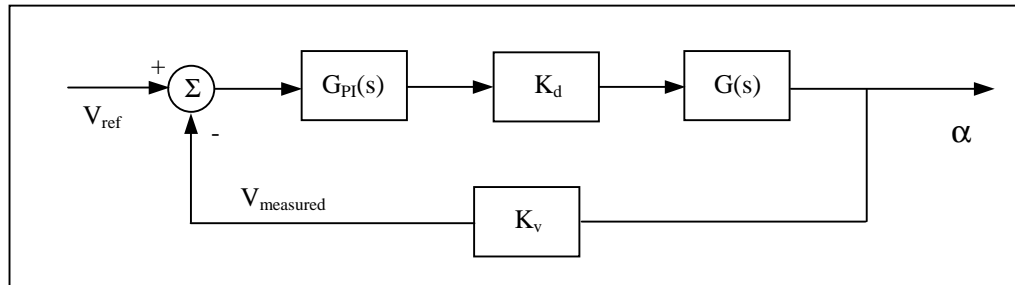 +
Σ
G_PI(s)
K_d
G(s)
V_ref
-
α
V_measured
K_v